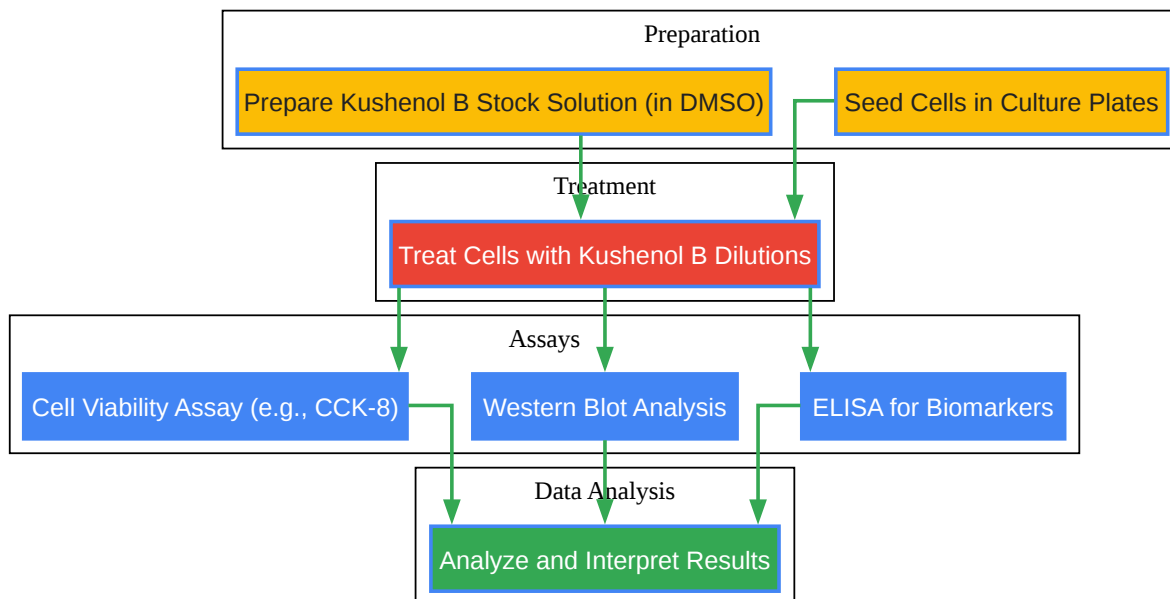 Preparation
Prepare Kushenol B Stock Solution (in DMSO)
Seed Cells in Culture Plates
Treatment
Treat Cells with Kushenol B Dilutions
Assays
Cell Viability Assay (e.g., CCK-8)
Western Blot Analysis
ELISA for Biomarkers
Data Analysis
Analyze and Interpret Results